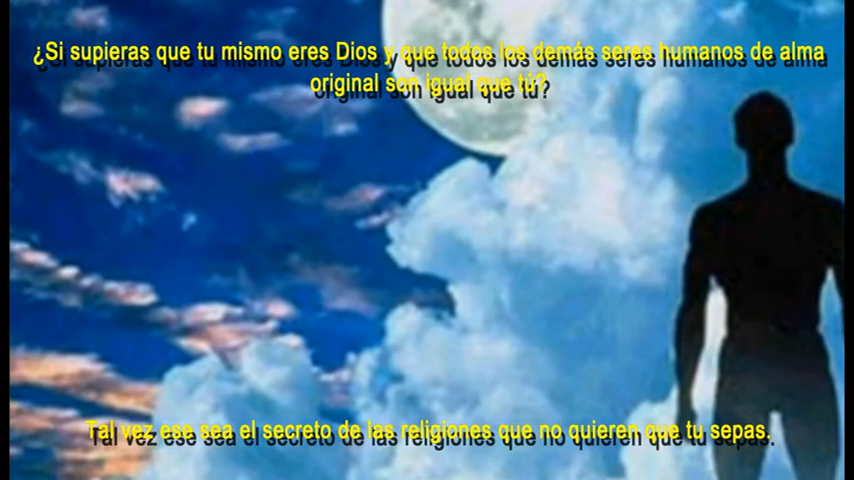 ¿Si supieras que tu mismo eres Dios y que todos los demás seres humanos de alma
original son igual que tú?
Tal vez ese sea el secreto de las religiones que no quieren que tu sepas.